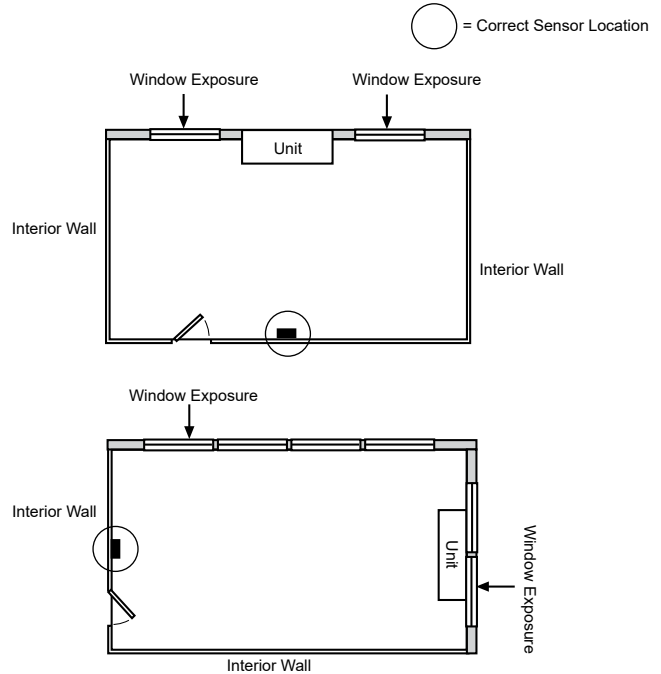 = Correct Sensor Location
Window Exposure
Window Exposure
Unit
Interior Wall
Interior Wall
Window Exposure
Interior Wall
Unit
Window Exposure
Interior Wall